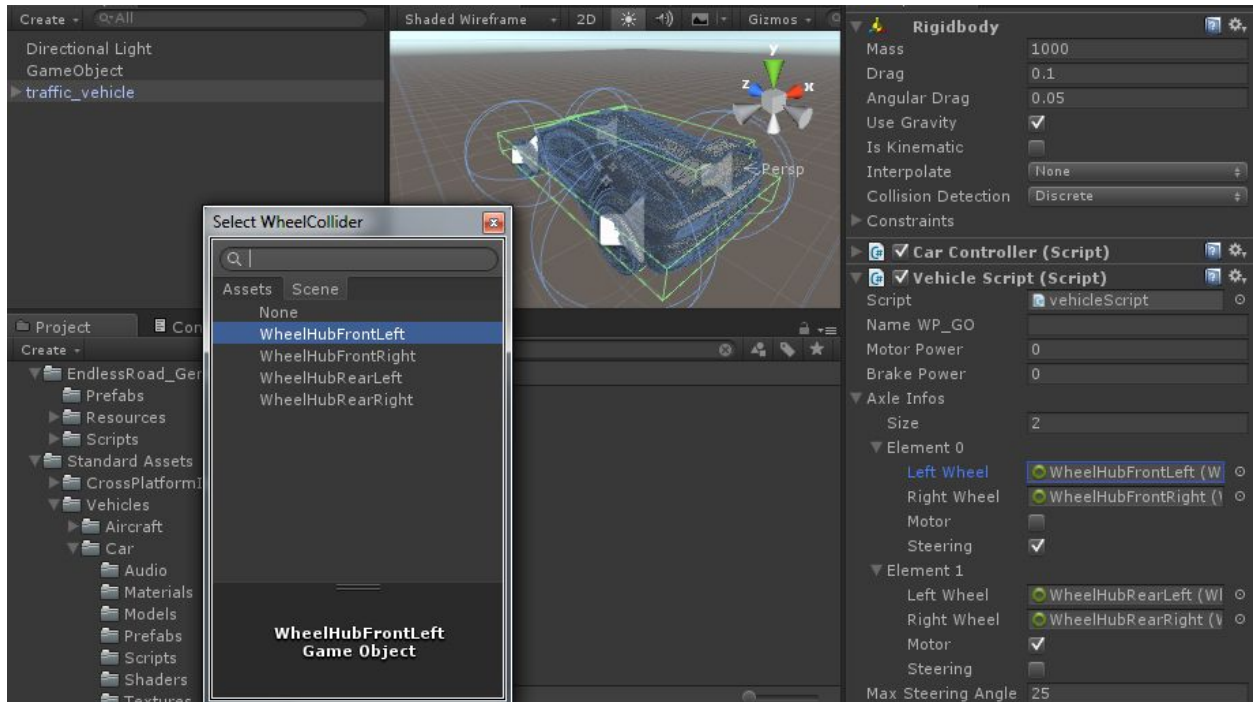 Create
All
Directional Light
GameObject
traffic_vehicle
Shaded Wireframe
2D
Gizmos
y
z
x
Persp
Select WheelCollider
Assets
Scene
None
WheelHubFrontLeft
WheelHubFrontRight
WheelHubRearLeft
WheelHubRearRight
WheelHubFrontLeft
Game Object
Project
Con
Create
EndlessRoad_Ger
Prefabs
Resources
Scripts
Standard Assets
CrossPlatformI
Vehicles
Aircraft
Car
Audio
Materials
Models
Prefabs
Scripts
Shaders
Textures
Rigidbody
Mass 1000
Drag 0.1
Angular Drag 0.05
Use Gravity
Is Kinematic
Interpolate None
Collision Detection Discrete
Constraints
Car Controller (Script)
Vehicle Script (Script)
Script vehicleScript
Name WP_GO
Motor Power 0
Brake Power 0
Axle Infos
Size 2
Element 0
Left Wheel WheelHubFrontLeft (W
Right Wheel WheelHubFrontRight (
Motor
Steering
Element 1
Left Wheel WheelHubRearLeft (Wl
Right Wheel WheelHubRearRight (
Motor
Steering
Max Steering Angle 25